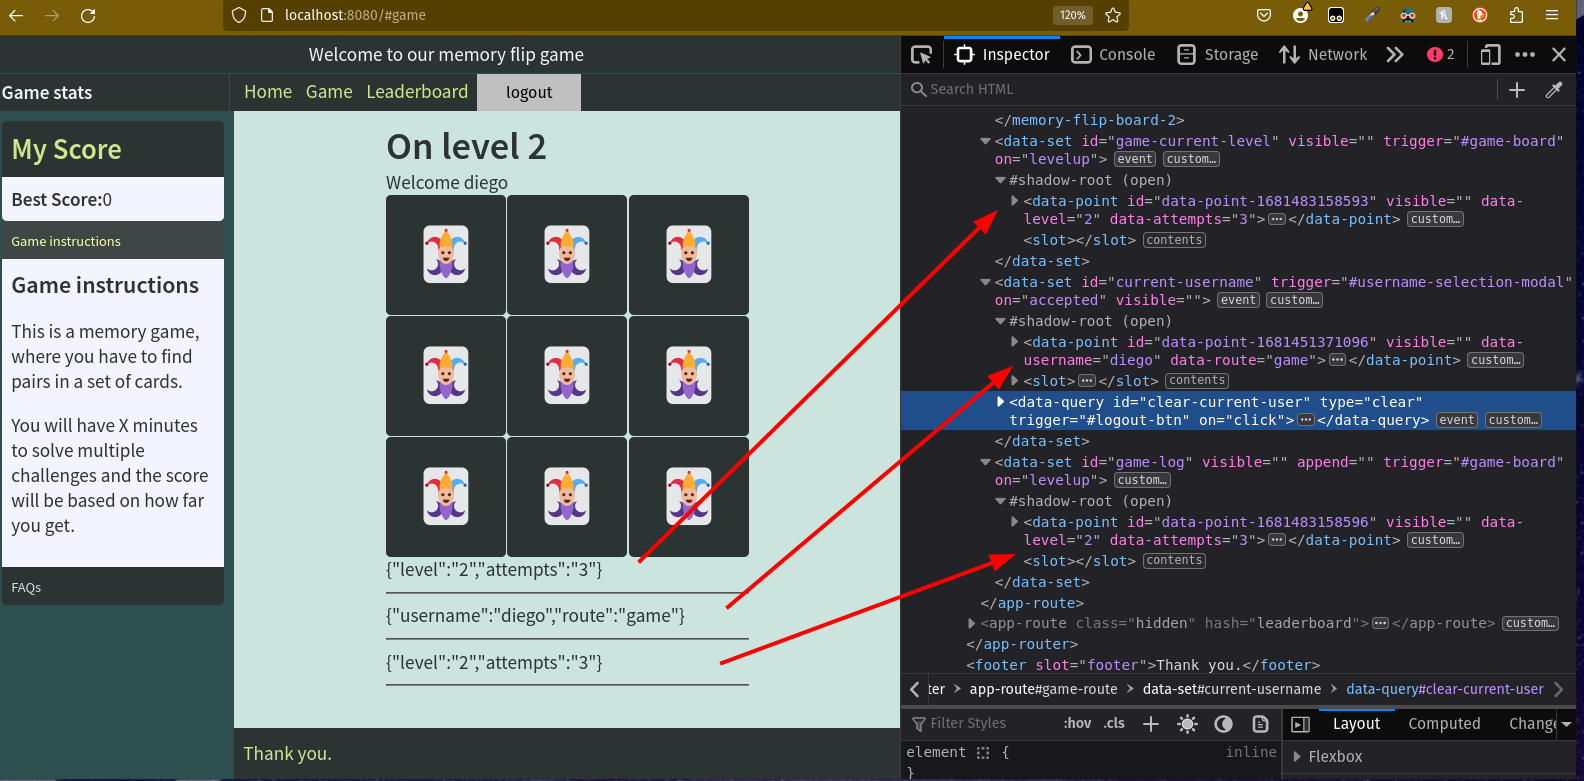 localhost:8080/#game
120%
Welcome to our memory flip game
Game stats
Home Game Leaderboard logout
My Score
Best Score:0
Game instructions
Game instructions
This is a memory game,
where you have to find
pairs in a set of cards.
You will have X minutes
to solve multiple
challenges and the score
will be based on how far
you get.
FAQs
On level 2
Welcome diego
{"level":"2","attempts":"3"}
{"username":"diego","route":"game"}
{"level":"2","attempts":"3"}
Thank you.
Inspector Console Storage Network 2
Search HTML
</memory-flip-board-2>
<data-set id="game-current-level" visible="" trigger="#game-board"
on="levelup"> event custom…
#shadow-root (open)
<data-point id="data-point-1681483158593" visible="" data-
level="2" data-attempts="3"> … </data-point> custom…
<slot></slot> contents
</data-set>
<data-set id="current-username" trigger="#username-selection-modal"
on="accepted" visible=""> event custom…
#shadow-root (open)
<data-point id="data-point-1681451371096" visible="" data-
username="diego" data-route="game"> … </data-point> custom…
<slot> … </slot> contents
<data-query id="clear-current-user" type="clear"
trigger="#logout-btn" on="click"> … </data-query> event custom…
</data-set>
<data-set id="game-log" visible="" append="" trigger="#game-board"
on="levelup"> custom…
#shadow-root (open)
<data-point id="data-point-1681483158596" visible="" data-
level="2" data-attempts="3"> … </data-point> custom…
<slot></slot> contents
</data-set>
</app-route>
<app-route class="hidden" hash="leaderboard"> … </app-route> custom…
</app-router>
<footer slot="footer">Thank you.</footer>
ter > app-route#game-route > data-set#current-username > data-query#clear-current-user
Filter Styles :hov .cls + Layout Computed Change
element { inline
}
Flexbox